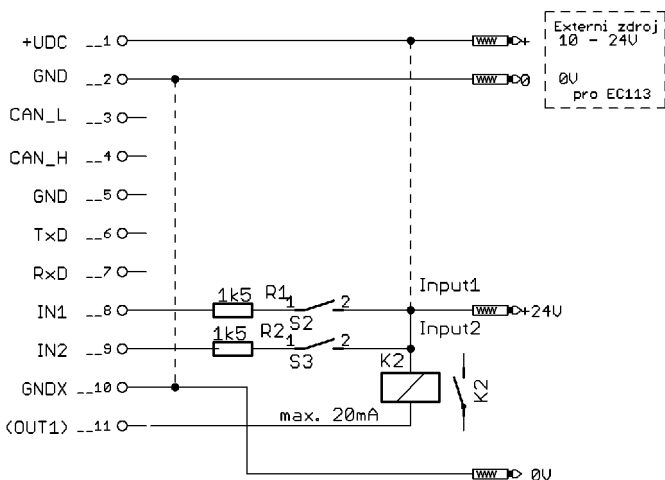 +UDC __1
GND __2
CAN_L __3
CAN_H __4
GND __5
TxD __6
RxD __7
IN1 __8
IN2 __9
GNDX __10
(OUT1) __11
+
0
Externi zdroj
10 - 24V
0V
pro EC113
1k5 R1
1 2
S2
1k5 R2
1 2
S3
Input1
+24V
Input2
K2
K2
max. 20mA
0V